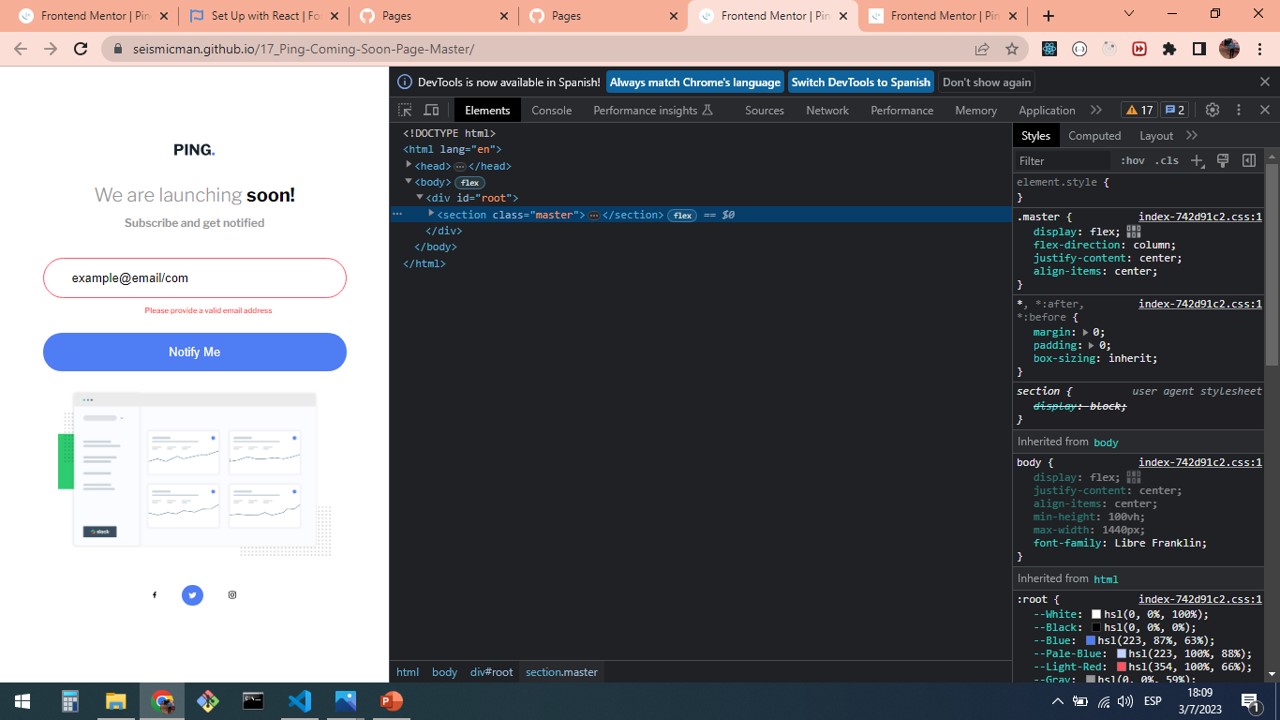 Frontend Mentor | Pin
Set Up with React | Fo
Pages
Pages
Frontend Mentor | Pin
Frontend Mentor | Pin
seismicman.github.io/17_Ping-Coming-Soon-Page-Master/
DevTools is now available in Spanish! Always match Chrome's language Switch DevTools to Spanish Don't show again
Elements Console Performance insights Sources Network Performance Memory Application 17 2
PING.
We are launching soon!
Subscribe and get notified
example@email/com
Please provide a valid email address
Notify Me
slack
<!DOCTYPE html>
<html lang="en">
<head>…</head>
<body> flex
<div id="root">
<section class="master">…</section> flex == $0
</div>
</body>
</html>
html body div#root section.master
Styles Computed Layout
Filter :hov .cls
element.style {
}
.master { index-742d91c2.css:1
display: flex;
flex-direction: column;
justify-content: center;
align-items: center;
}
*, *:after, index-742d91c2.css:1
*:before {
margin: 0;
padding: 0;
box-sizing: inherit;
}
section { user agent stylesheet
display: block;
}
Inherited from body
body { index-742d91c2.css:1
display: flex;
justify-content: center;
align-items: center;
min-height: 100vh;
max-width: 1440px;
font-family: Libre Franklin;
}
Inherited from html
:root { index-742d91c2.css:1
--White: hsl(0, 0%, 100%);
--Black: hsl(0, 0%, 0%);
--Blue: hsl(223, 87%, 63%);
--Pale-Blue: hsl(223, 100%, 88%);
--Light-Red: hsl(354, 100%, 66%);
--Gray: hsl(0, 0%, 59%);
ESP
18:09
3/7/2023
1